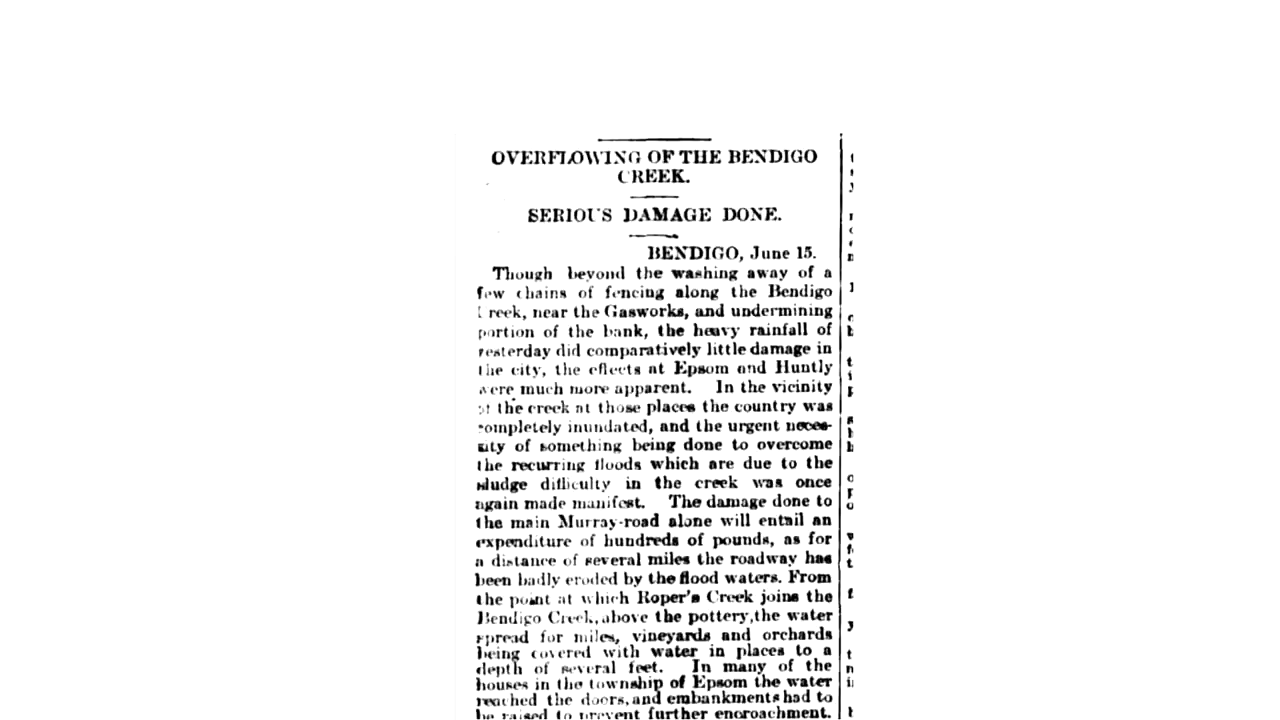 OVERFLOWING OF THE BENDIGO
CREEK.
SERIOUS DAMAGE DONE.
BENDIGO, June 15.
Though beyond the washing away of a
few chains of fencing along the Bendigo
Creek, near the Gasworks, and undermining
portion of the bank, the heavy rainfall of
yesterday did comparatively little damage in
the city, the effects at Epsom and Huntly
were much more apparent. In the vicinity
of the creek at those places the country was
completely inundated, and the urgent neces-
sity of something being done to overcome
the recurring floods which are due to the
sludge difficulty in the creek was once
again made manifest. The damage done to
the main Murray-road alone will entail an
expenditure of hundreds of pounds, as for
a distance of several miles the roadway has
been badly eroded by the flood waters. From
the point at which Roper's Creek joins the
Bendigo Creek, above the pottery, the water
spread for miles, vineyards and orchards
being covered with water in places to a
depth of several feet. In many of the
houses in the township of Epsom the water
reached the doors, and embankments had to
be raised to prevent further encroachment.